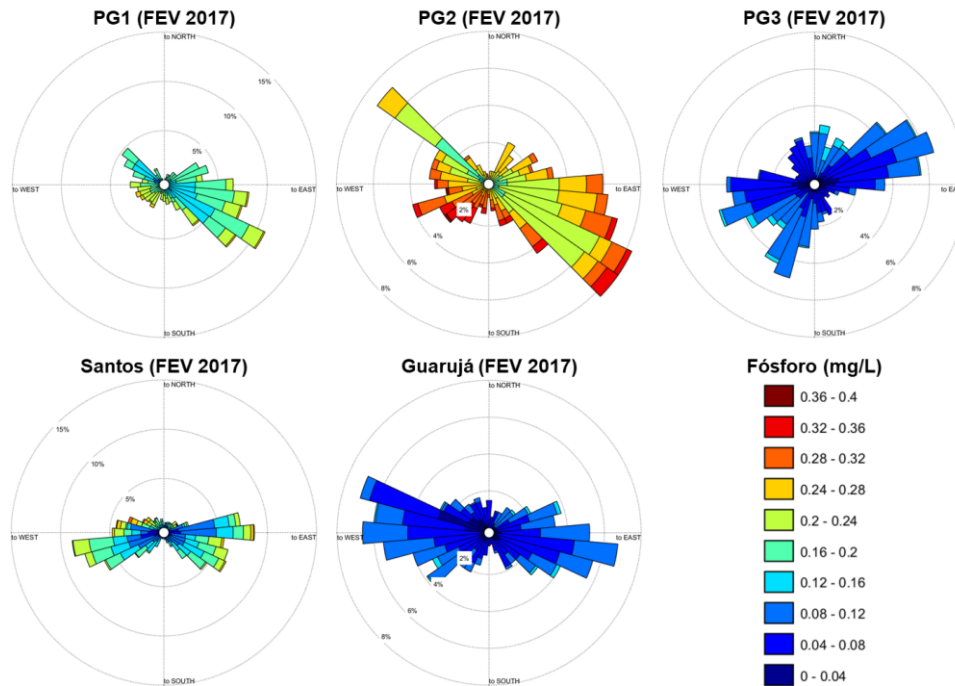 PG1 (FEV 2017)
to NORTH
15%
10%
5%
to WEST
to EAST
to SOUTH
PG2 (FEV 2017)
to NORTH
to WEST
to EAST
2%
4%
6%
8%
to SOUTH
PG3 (FEV 2017)
to NORTH
to WEST
to EAST
2%
4%
6%
8%
to SOUTH
Santos (FEV 2017)
to NORTH
15%
10%
5%
to WEST
to EAST
to SOUTH
Guarujá (FEV 2017)
to NORTH
to WEST
to EAST
2%
4%
6%
8%
to SOUTH
Fósforo (mg/L)
0.36 - 0.4
0.32 - 0.36
0.28 - 0.32
0.24 - 0.28
0.2 - 0.24
0.16 - 0.2
0.12 - 0.16
0.08 - 0.12
0.04 - 0.08
0 - 0.04